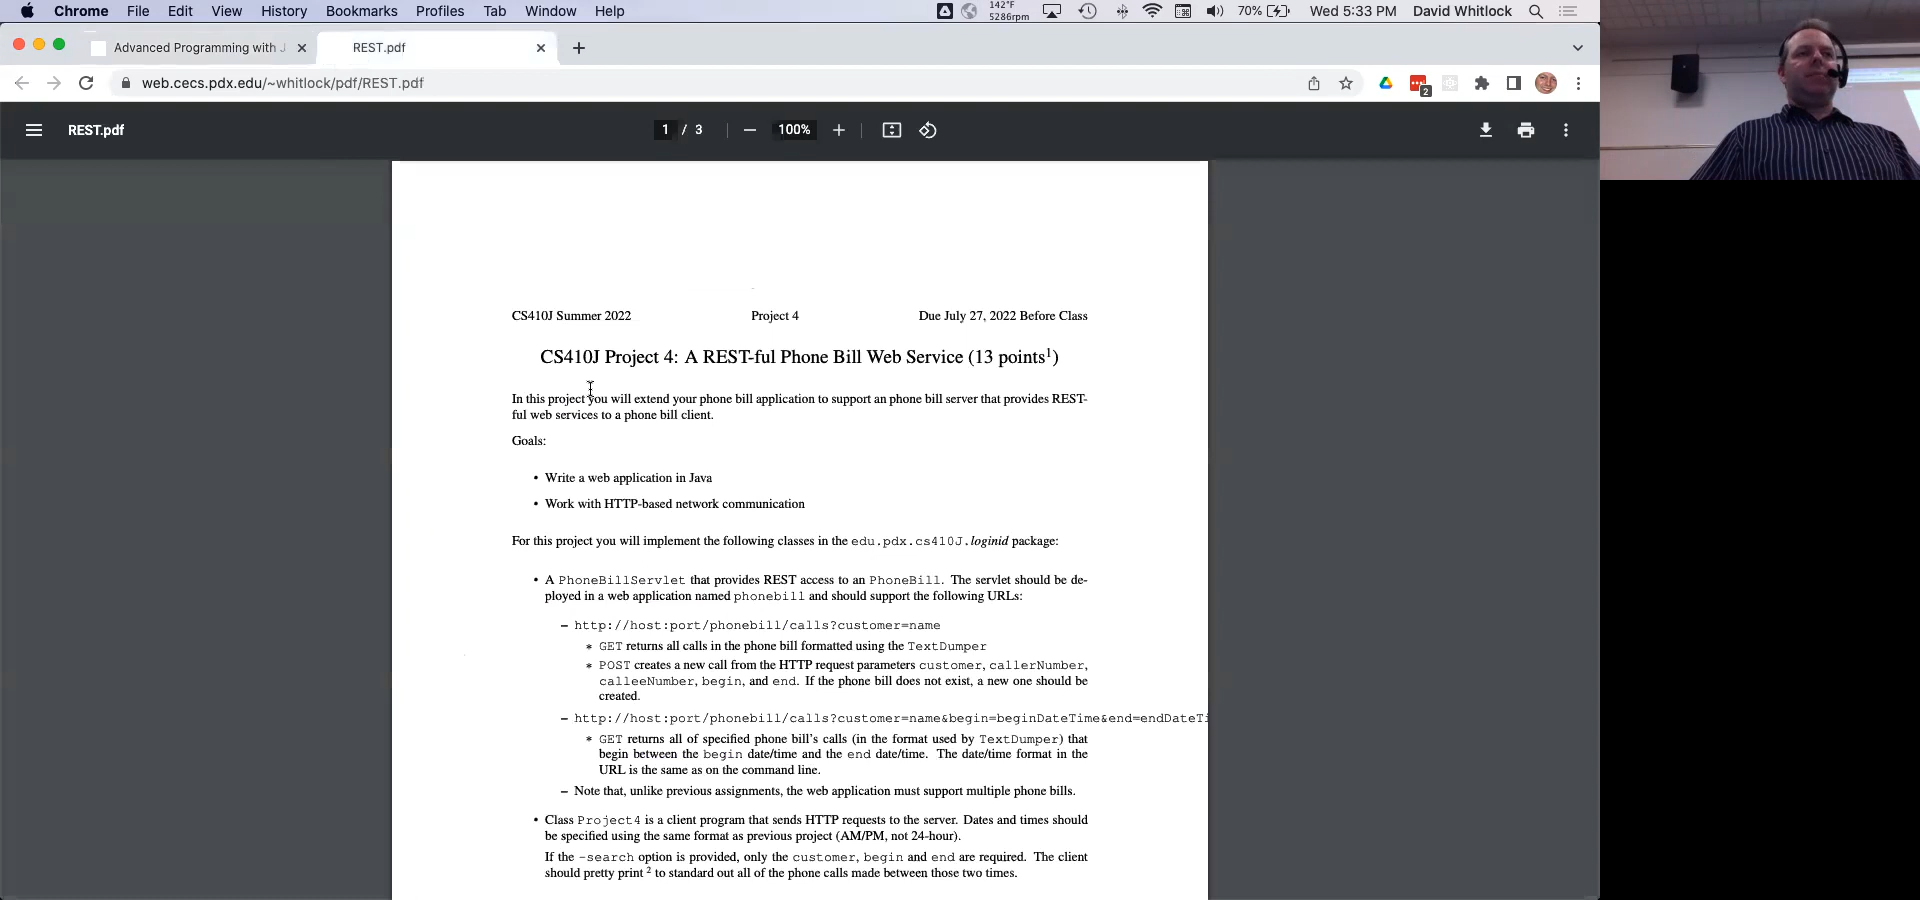 Chrome File Edit View History Bookmarks Profiles Tab Window Help 142°F 5286rpm 70% Wed 5:33 PM David Whitlock
Advanced Programming with J REST.pdf
web.cecs.pdx.edu/~whitlock/pdf/REST.pdf 2
REST.pdf 1 / 3 100%
CS410J Summer 2022 Project 4 Due July 27, 2022 Before Class
CS410J Project 4: A REST-ful Phone Bill Web Service (13 points1)
In this project you will extend your phone bill application to support an phone bill server that provides REST-
ful web services to a phone bill client.
Goals:
• Write a web application in Java
• Work with HTTP-based network communication
For this project you will implement the following classes in the edu.pdx.cs410J.loginid package:
• A PhoneBillServlet that provides REST access to an PhoneBill. The servlet should be de-
ployed in a web application named phonebill and should support the following URLs:
– http://host:port/phonebill/calls?customer=name
* GET returns all calls in the phone bill formatted using the TextDumper
* POST creates a new call from the HTTP request parameters customer, callerNumber,
calleeNumber, begin, and end. If the phone bill does not exist, a new one should be
created.
– http://host:port/phonebill/calls?customer=name&begin=beginDateTime&end=endDateTi
* GET returns all of specified phone bill's calls (in the format used by TextDumper) that
begin between the begin date/time and the end date/time. The date/time format in the
URL is the same as on the command line.
– Note that, unlike previous assignments, the web application must support multiple phone bills.
• Class Project4 is a client program that sends HTTP requests to the server. Dates and times should
be specified using the same format as previous project (AM/PM, not 24-hour).
If the -search option is provided, only the customer, begin and end are required. The client
should pretty print 2 to standard out all of the phone calls made between those two times.